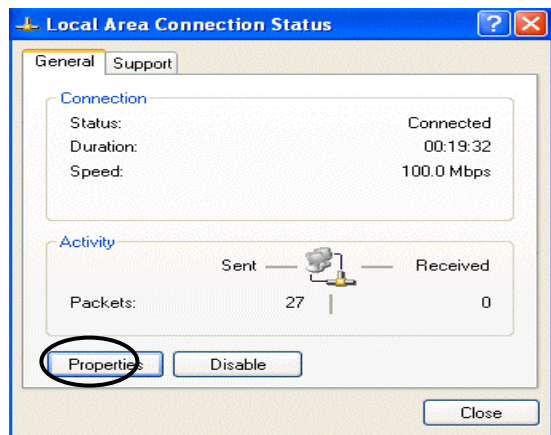 Local Area Connection Status
General Support
Connection
Status: Connected
Duration: 00:19:32
Speed: 100.0 Mbps
Activity
Sent Received
Packets: 27 0
Properties Disable
Close